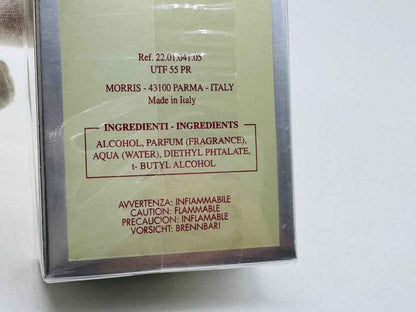 Ref. 22.01.041.05
UTF 55 PR
MORRIS - 43100 PARMA - ITALY
Made in Italy
INGREDIENTI - INGREDIENTS
ALCOHOL, PARFUM (FRAGRANCE),
AQUA (WATER), DIETHYL PHTALATE,
t- BUTYL ALCOHOL
AVVERTENZA: INFIAMMABILE
CAUTION: FLAMMABLE
PRECAUCION: INFLAMABLE
VORSICHT: BRENNBAR!